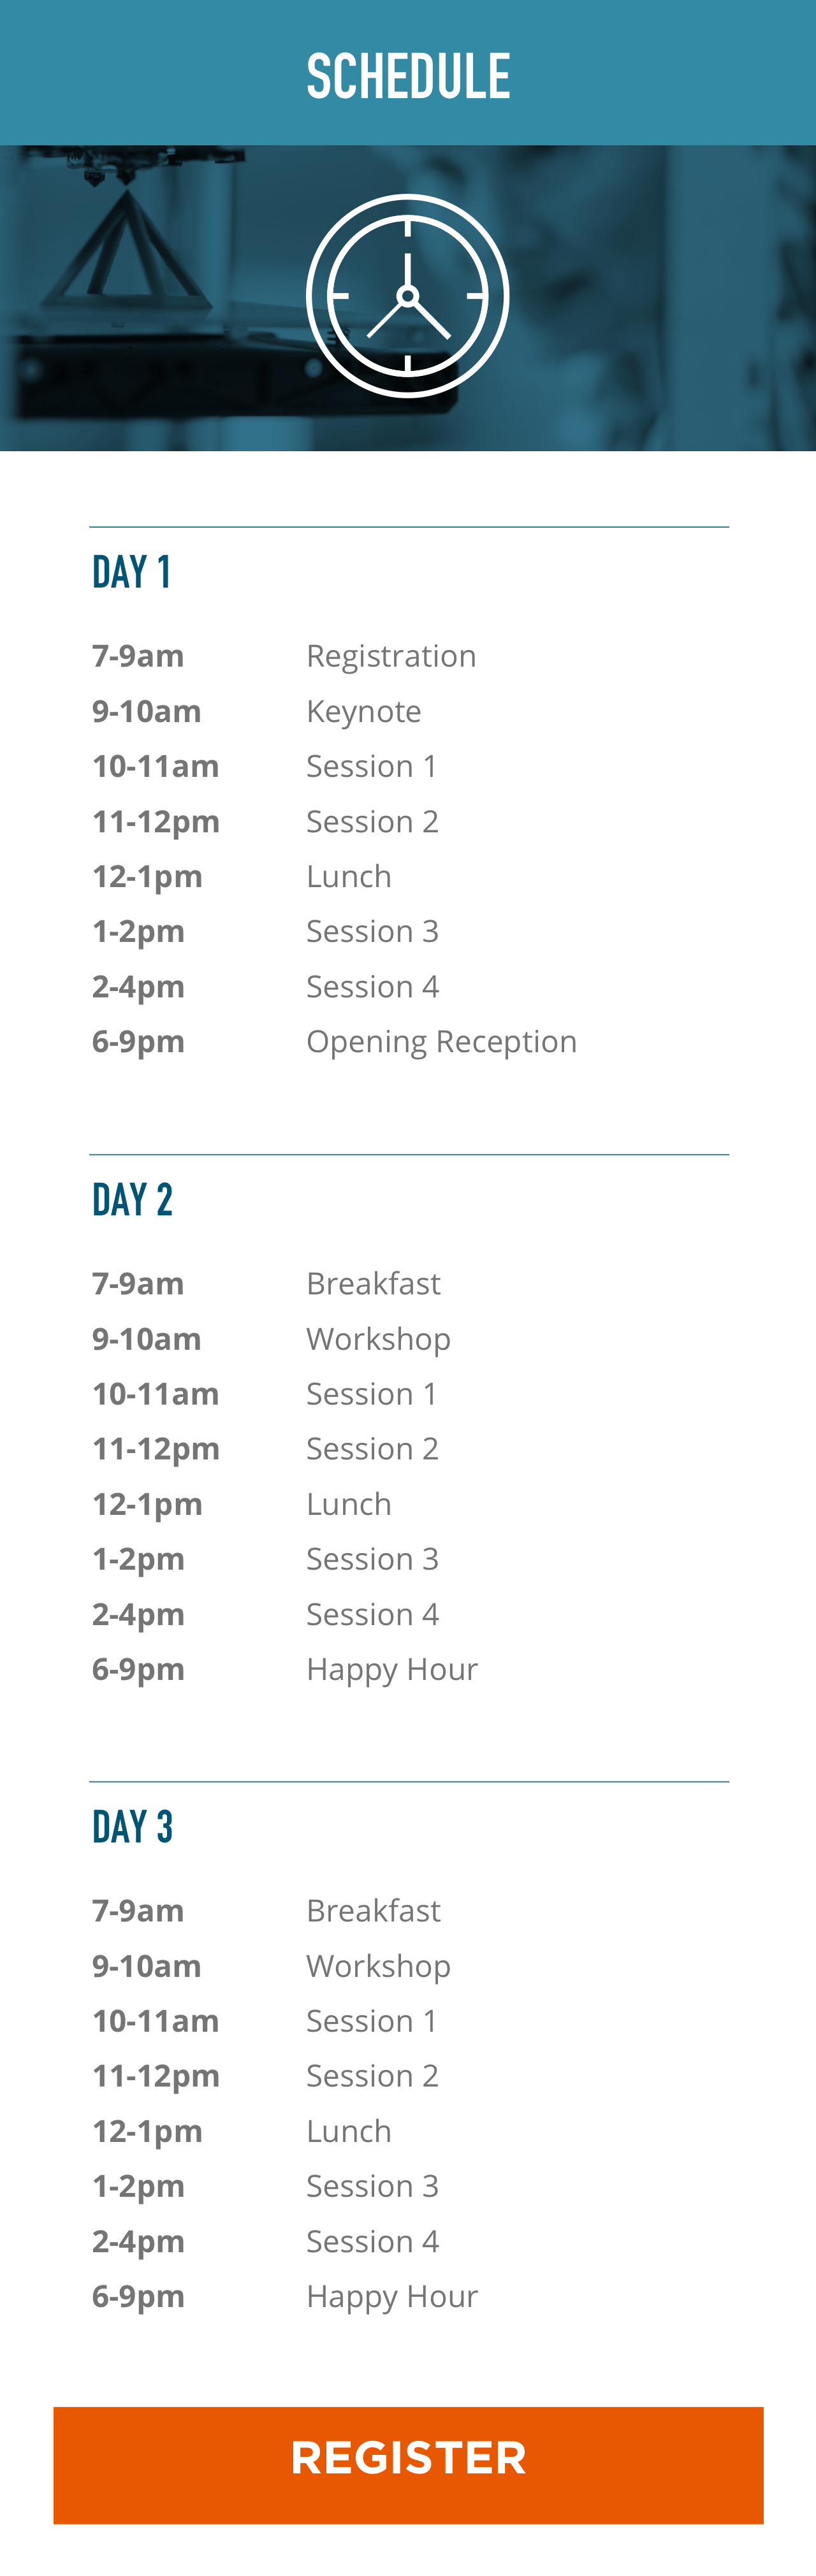 SCHEDULE
DAY 1
7-9am Registration
9-10am Keynote
10-11am Session 1
11-12pm Session 2
12-1pm Lunch
1-2pm Session 3
2-4pm Session 4
6-9pm Opening Reception
DAY 2
7-9am Breakfast
9-10am Workshop
10-11am Session 1
11-12pm Session 2
12-1pm Lunch
1-2pm Session 3
2-4pm Session 4
6-9pm Happy Hour
DAY 3
7-9am Breakfast
9-10am Workshop
10-11am Session 1
11-12pm Session 2
12-1pm Lunch
1-2pm Session 3
2-4pm Session 4
6-9pm Happy Hour
REGISTER